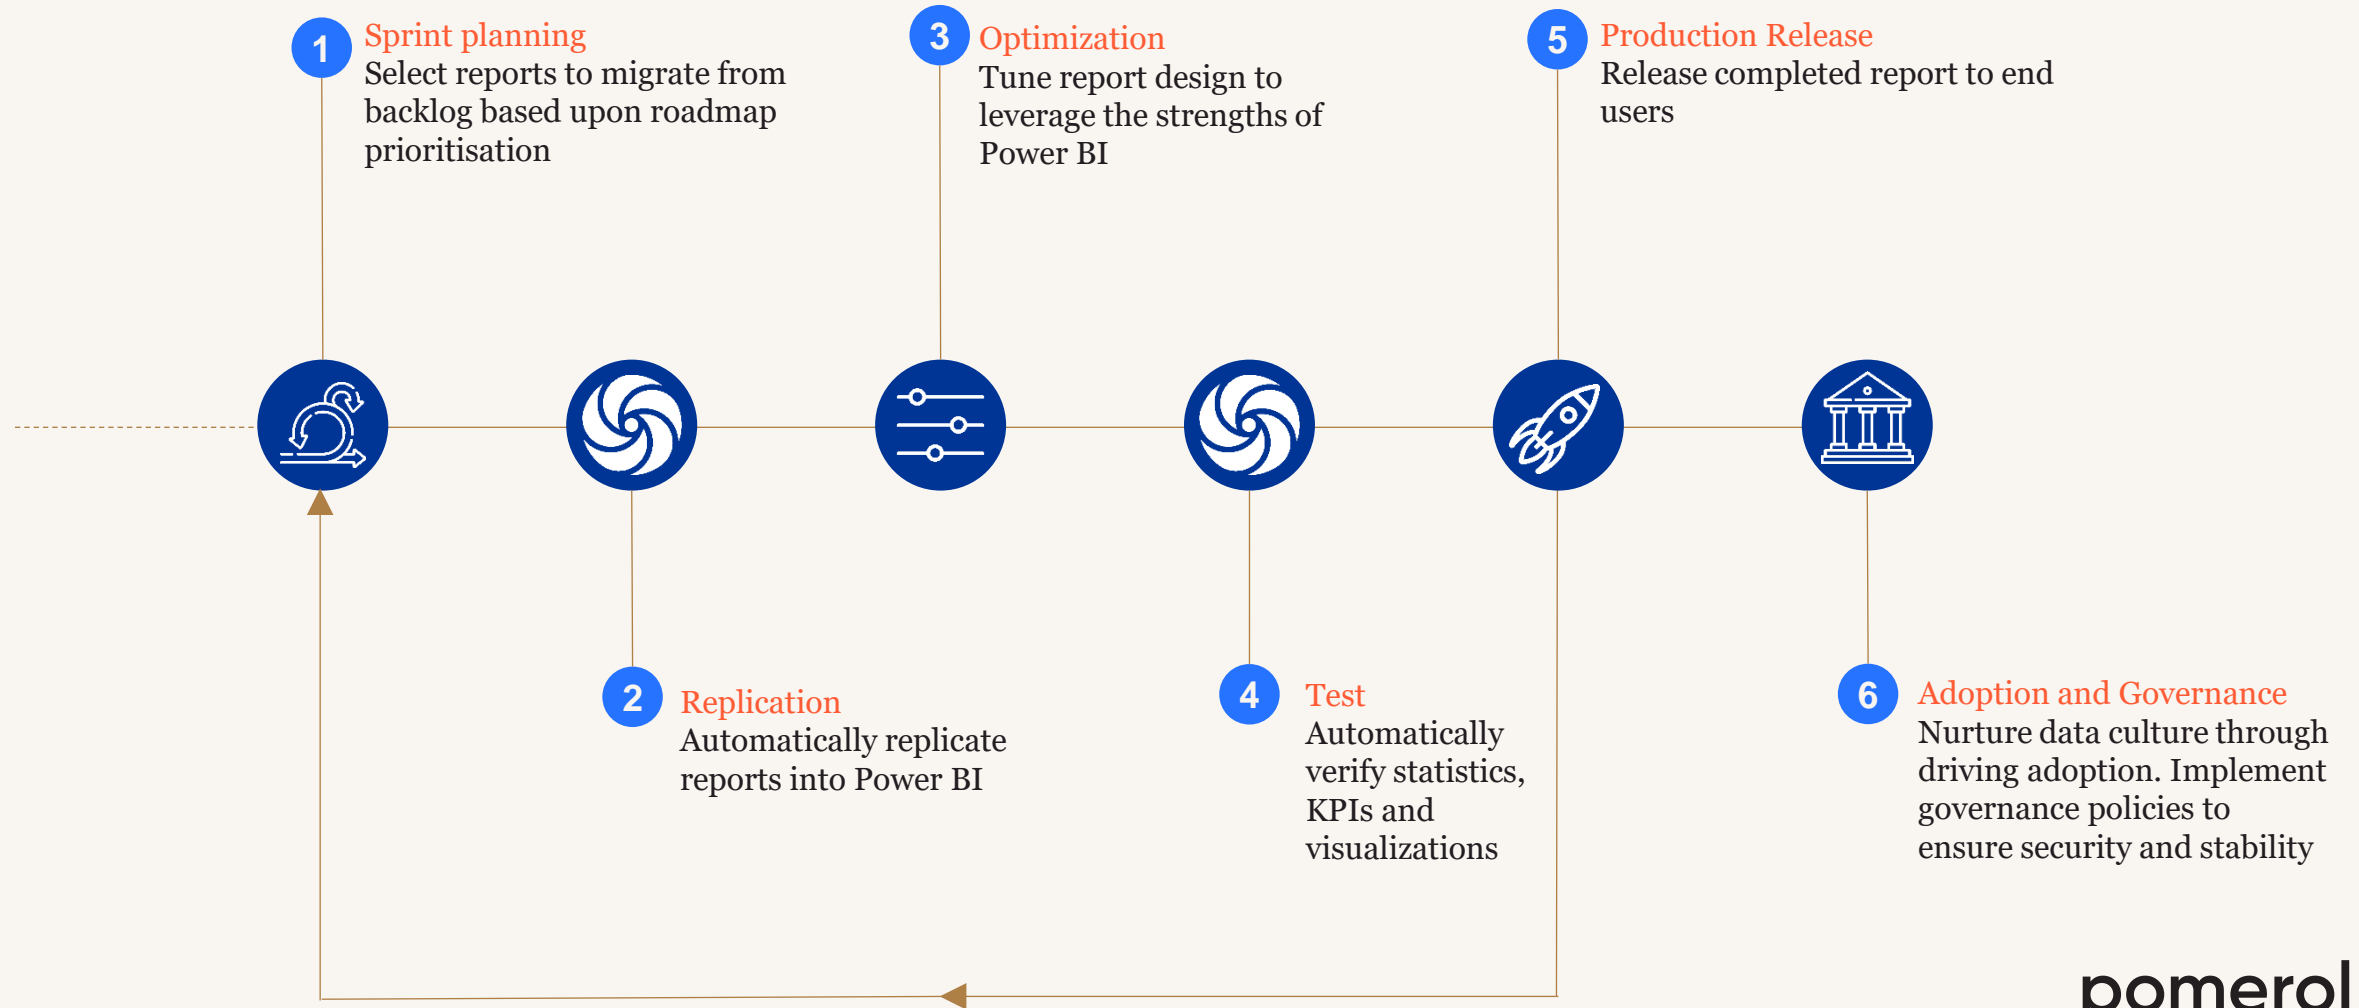 1
Sprint planning
Select reports to migrate from
backlog based upon roadmap
prioritisation
3
Optimization
Tune report design to
leverage the strengths of
Power BI
5
Production Release
Release completed report to end
users
2
Replication
Automatically replicate
reports into Power BI
4
Test
Automatically
verify statistics,
KPIs and
visualizations
6
Adoption and Governance
Nurture data culture through
driving adoption. Implement
governance policies to
ensure security and stability
pomerol